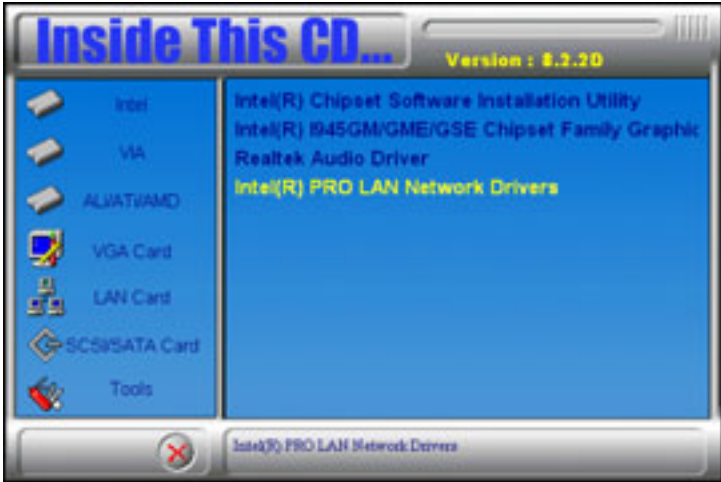 Inside This CD...
Version : 8.2.2D
Intel
VIA
ALi/ATI/AMD
VGA Card
LAN Card
SCSI/SATA Card
Tools
Intel(R) Chipset Software Installation Utility
Intel(R) I945GM/GME/GSE Chipset Family Graphic
Realtek Audio Driver
Intel(R) PRO LAN Network Drivers
Intel(R) PRO LAN Network Drivers